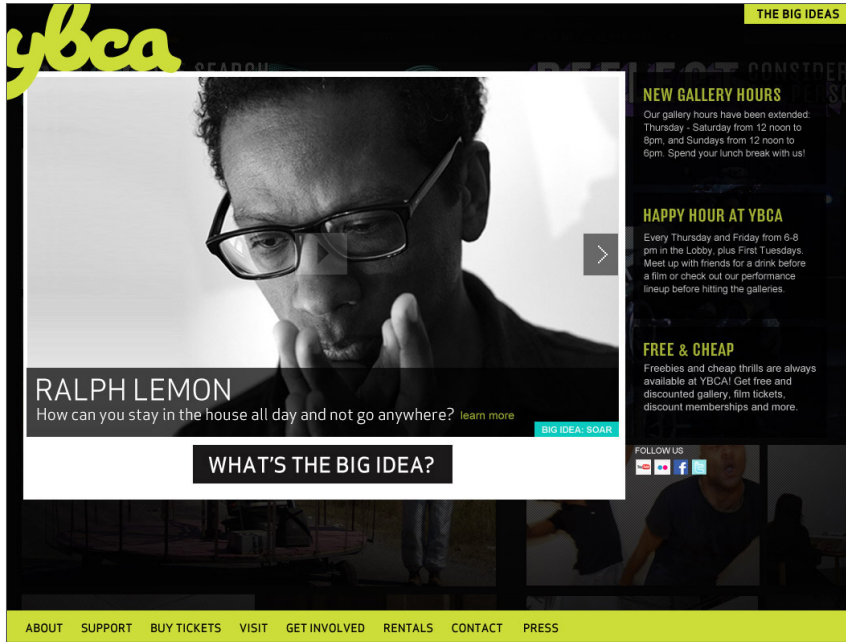 THE BIG IDEAS
ybca
SEARCH
REFLECT
CONSIDER
NEW GALLERY HOURS
Our gallery hours have been extended:
Thursday - Saturday from 12 noon to
8pm, and Sundays from 12 noon to
6pm. Spend your lunch break with us!
HAPPY HOUR AT YBCA
Every Thursday and Friday from 6-8
pm in the Lobby, plus First Tuesdays.
Meet up with friends for a drink before
a film or check out our performance
lineup before hitting the galleries.
FREE & CHEAP
Freebies and cheap thrills are always
available at YBCA! Get free and
discounted gallery, film tickets,
discount memberships and more.
RALPH LEMON
How can you stay in the house all day and not go anywhere? learn more
BIG IDEA: SOAR
WHAT'S THE BIG IDEA?
FOLLOW US
ABOUT SUPPORT BUY TICKETS VISIT GET INVOLVED RENTALS CONTACT PRESS